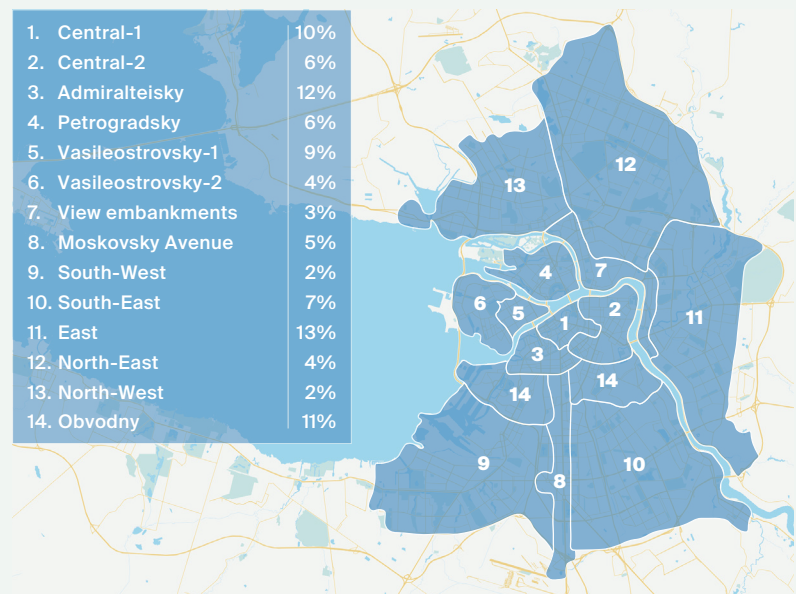 1. Central-1 10%
2. Central-2 6%
3. Admiralteisky 12%
4. Petrogradsky 6%
5. Vasileostrovsky-1 9%
6. Vasileostrovsky-2 4%
7. View embankments 3%
8. Moskovsky Avenue 5%
9. South-West 2%
10. South-East 7%
11. East 13%
12. North-East 4%
13. North-West 2%
14. Obvodny 11%
12
13
4
7
6
5
1
2
11
3
14
14
9
8
10